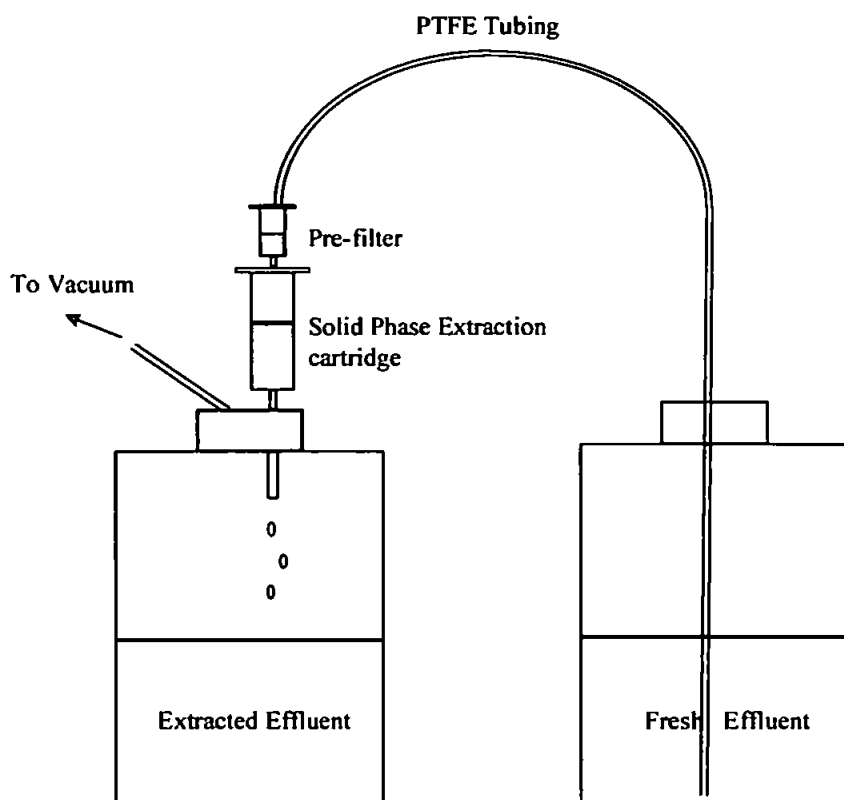 PTFE Tubing
Pre-filter
To Vacuum
Solid Phase Extraction
cartridge
Extracted Effluent
Fresh Effluent